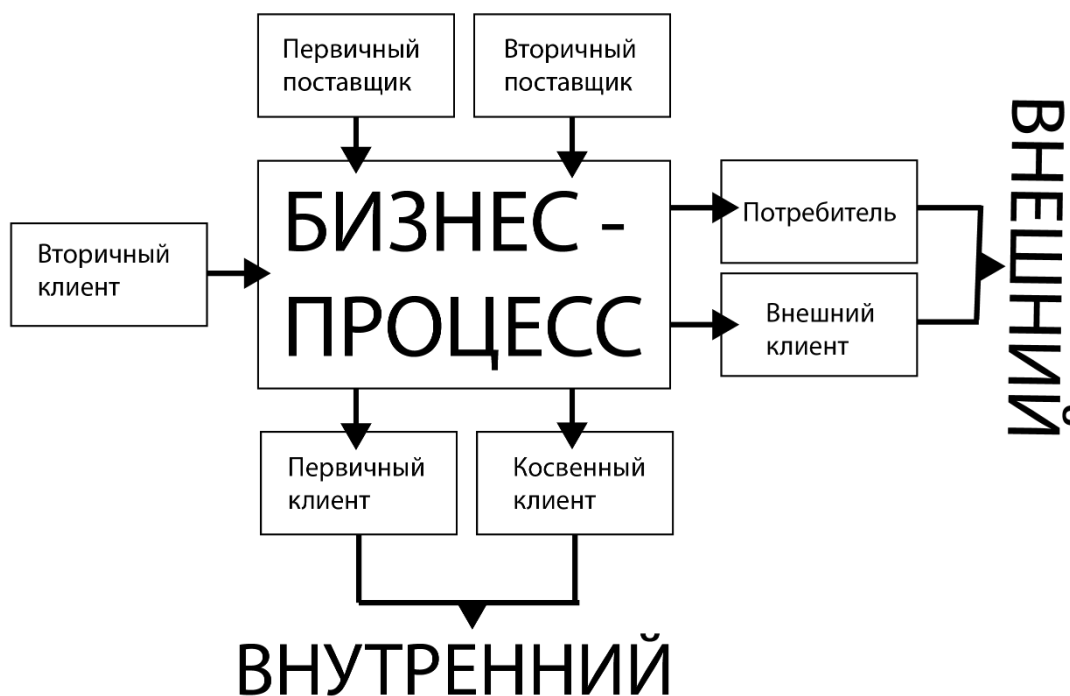 Первичный
поставщик
Вторичный
поставщик
Вторичный
клиент
БИЗНЕС -
ПРОЦЕСС
Потребитель
Внешний
клиент
ВНЕШНИЙ
Первичный
клиент
Косвенный
клиент
ВНУТРЕННИЙ